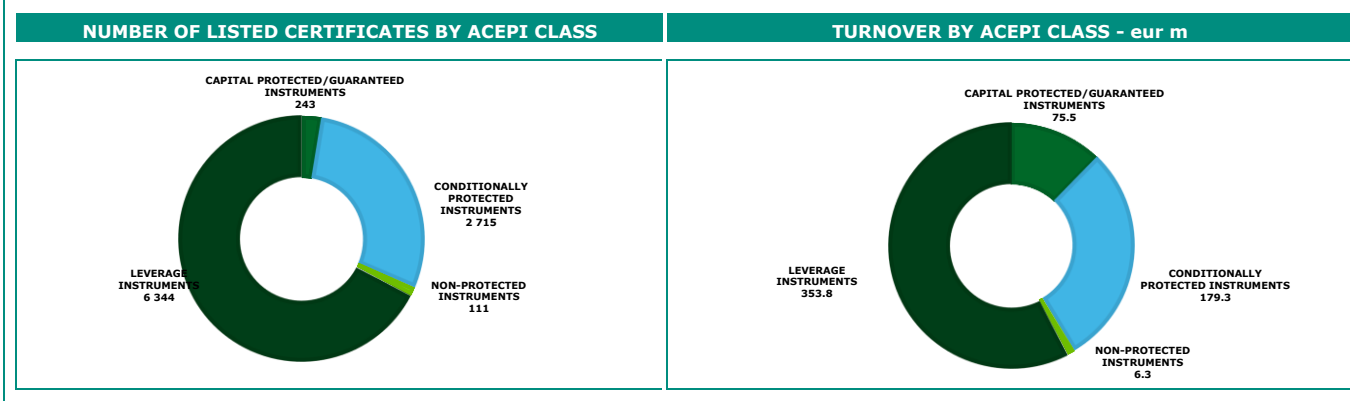 NUMBER OF LISTED CERTIFICATES BY ACEPI CLASS
CAPITAL PROTECTED/GUARANTEED
INSTRUMENTS
243
CONDITIONALLY
PROTECTED
INSTRUMENTS
2 715
NON-PROTECTED
INSTRUMENTS
111
LEVERAGE
INSTRUMENTS
6 344
TURNOVER BY ACEPI CLASS - eur m
CAPITAL PROTECTED/GUARANTEED
INSTRUMENTS
75.5
CONDITIONALLY
PROTECTED INSTRUMENTS
179.3
NON-PROTECTED
INSTRUMENTS
6.3
LEVERAGE
INSTRUMENTS
353.8